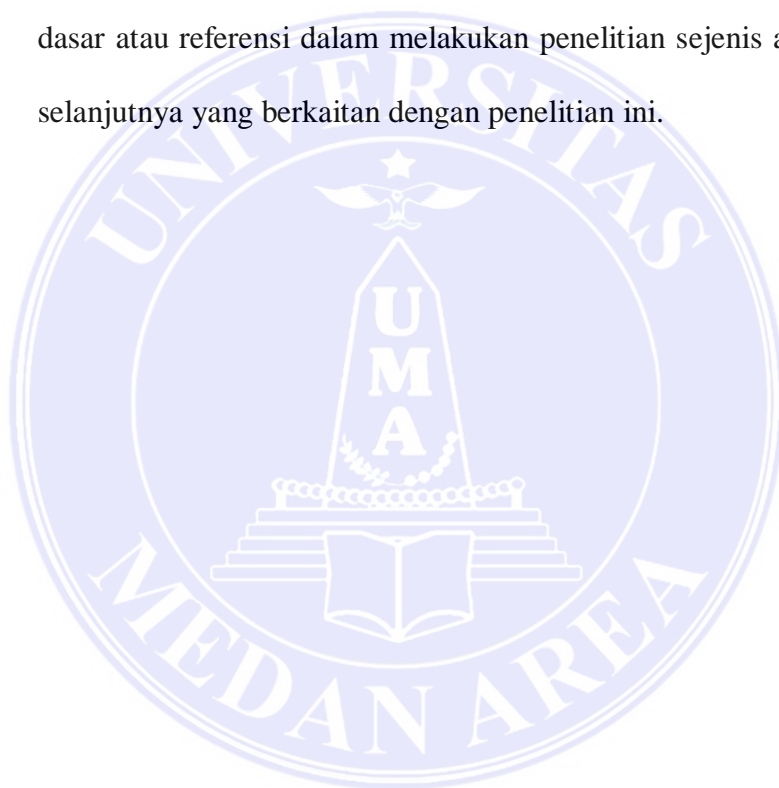 dasar atau referensi dalam melakukan penelitian sejenis
selanjutnya yang berkaitan dengan penelitian ini.
UNIVERSITAS
U
M
A
MEDAN AREA